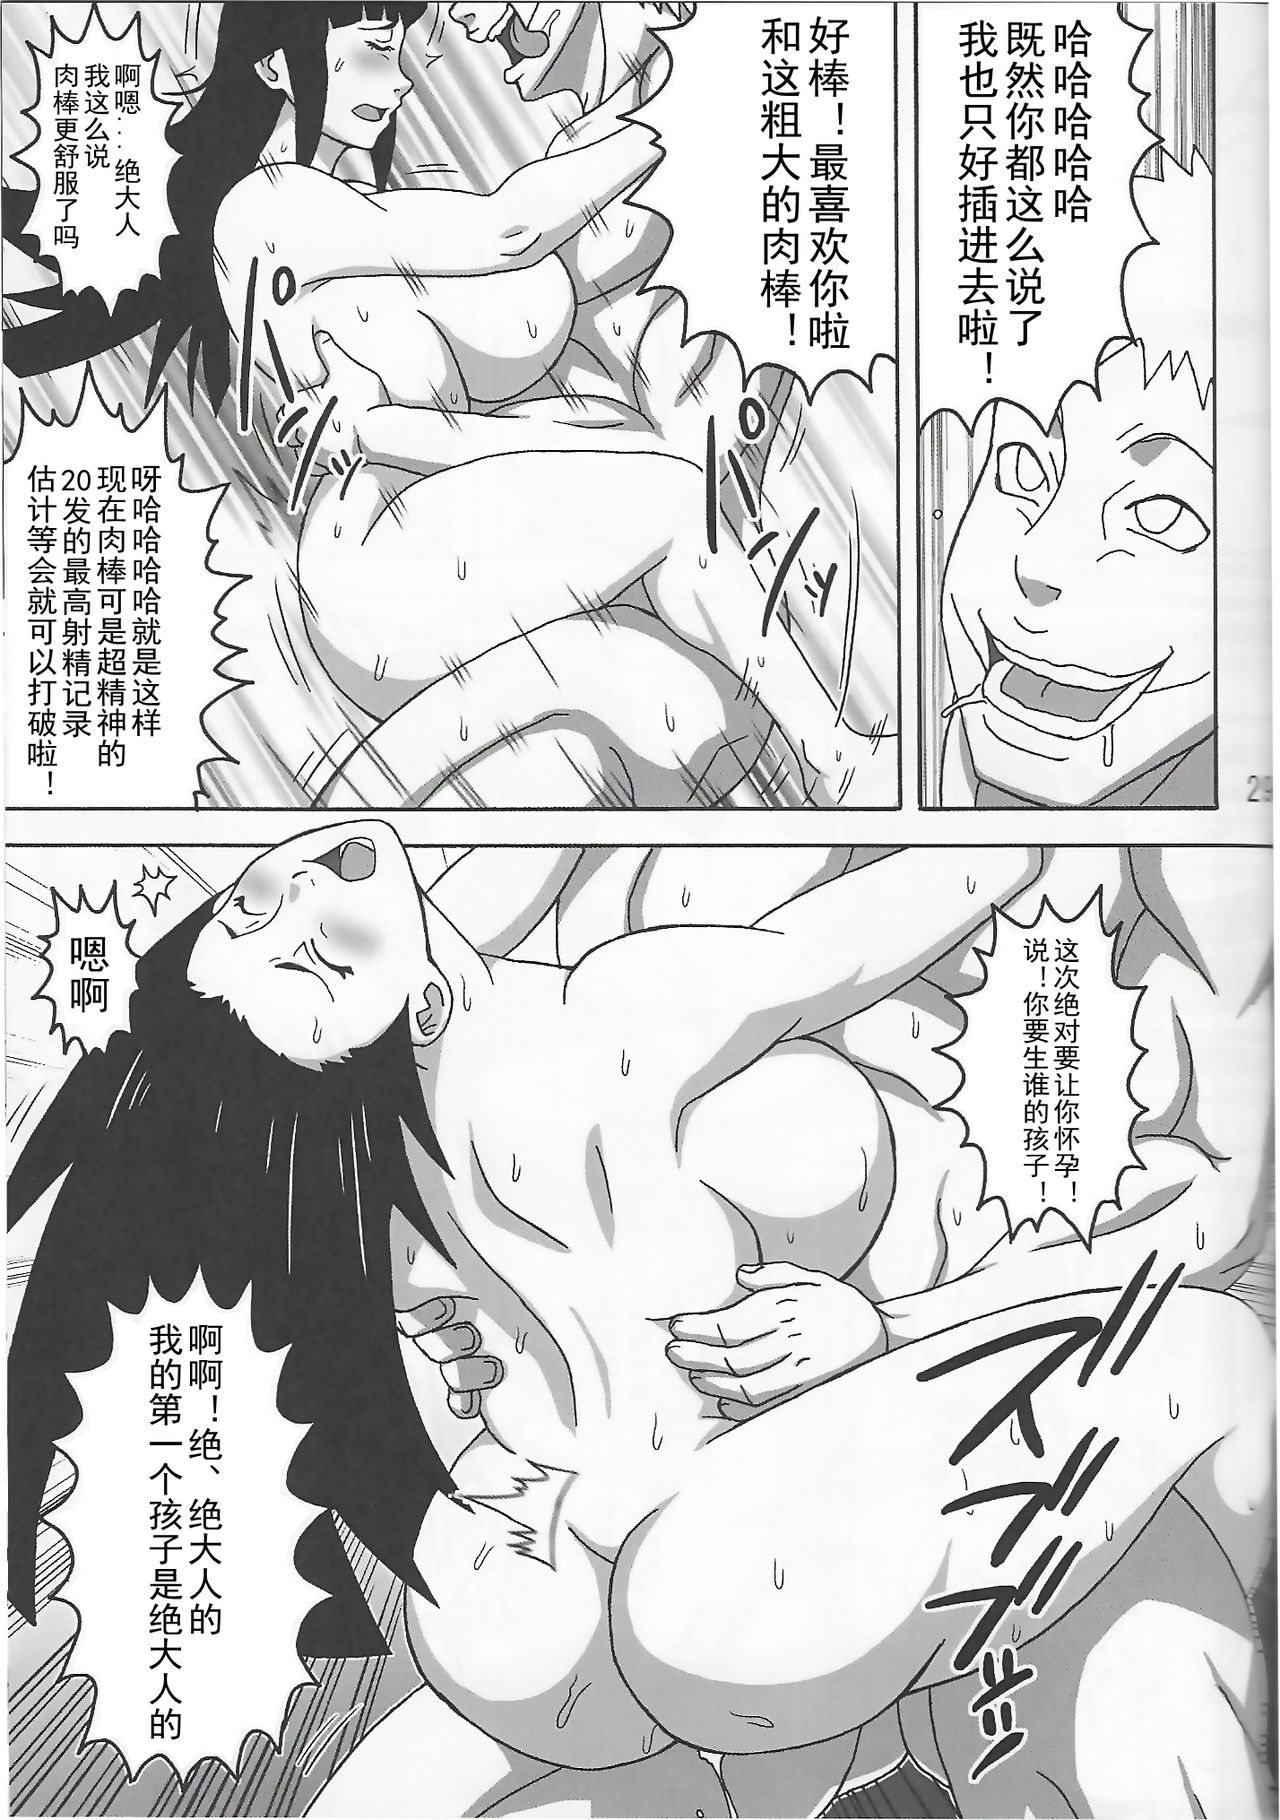 哈哈哈哈哈
既然你都这么说了
我也只好插进去啦！
好棒！最喜欢你啦
和这粗大的肉棒！
啊嗯…绝大人
我这么说
肉棒更舒服了吗
呀哈哈哈哈就是这样
现在肉棒可是超精神的
20发的最高射精记录
估计等会就可以打破啦！
这次绝对要让你怀孕！
说！你要生谁的孩子！
嗯啊
啊啊！绝、绝大人的
我的第一个孩子是绝大人的